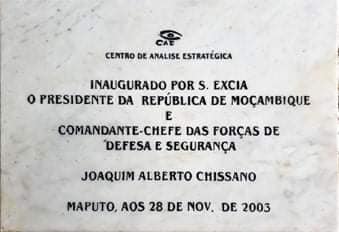 CAE
CENTRO DE ANALISE ESTRATÉGICA
INAUGURADO POR S. EXCIA
O PRESIDENTE DA REPÚBLICA DE MOÇAMBIQUE
E
COMANDANTE-CHEFE DAS FORÇAS DE
DEFESA E SEGURANÇA
JOAQUIM ALBERTO CHISSANO
MAPUTO, AOS 28 DE NOV. DE 2003